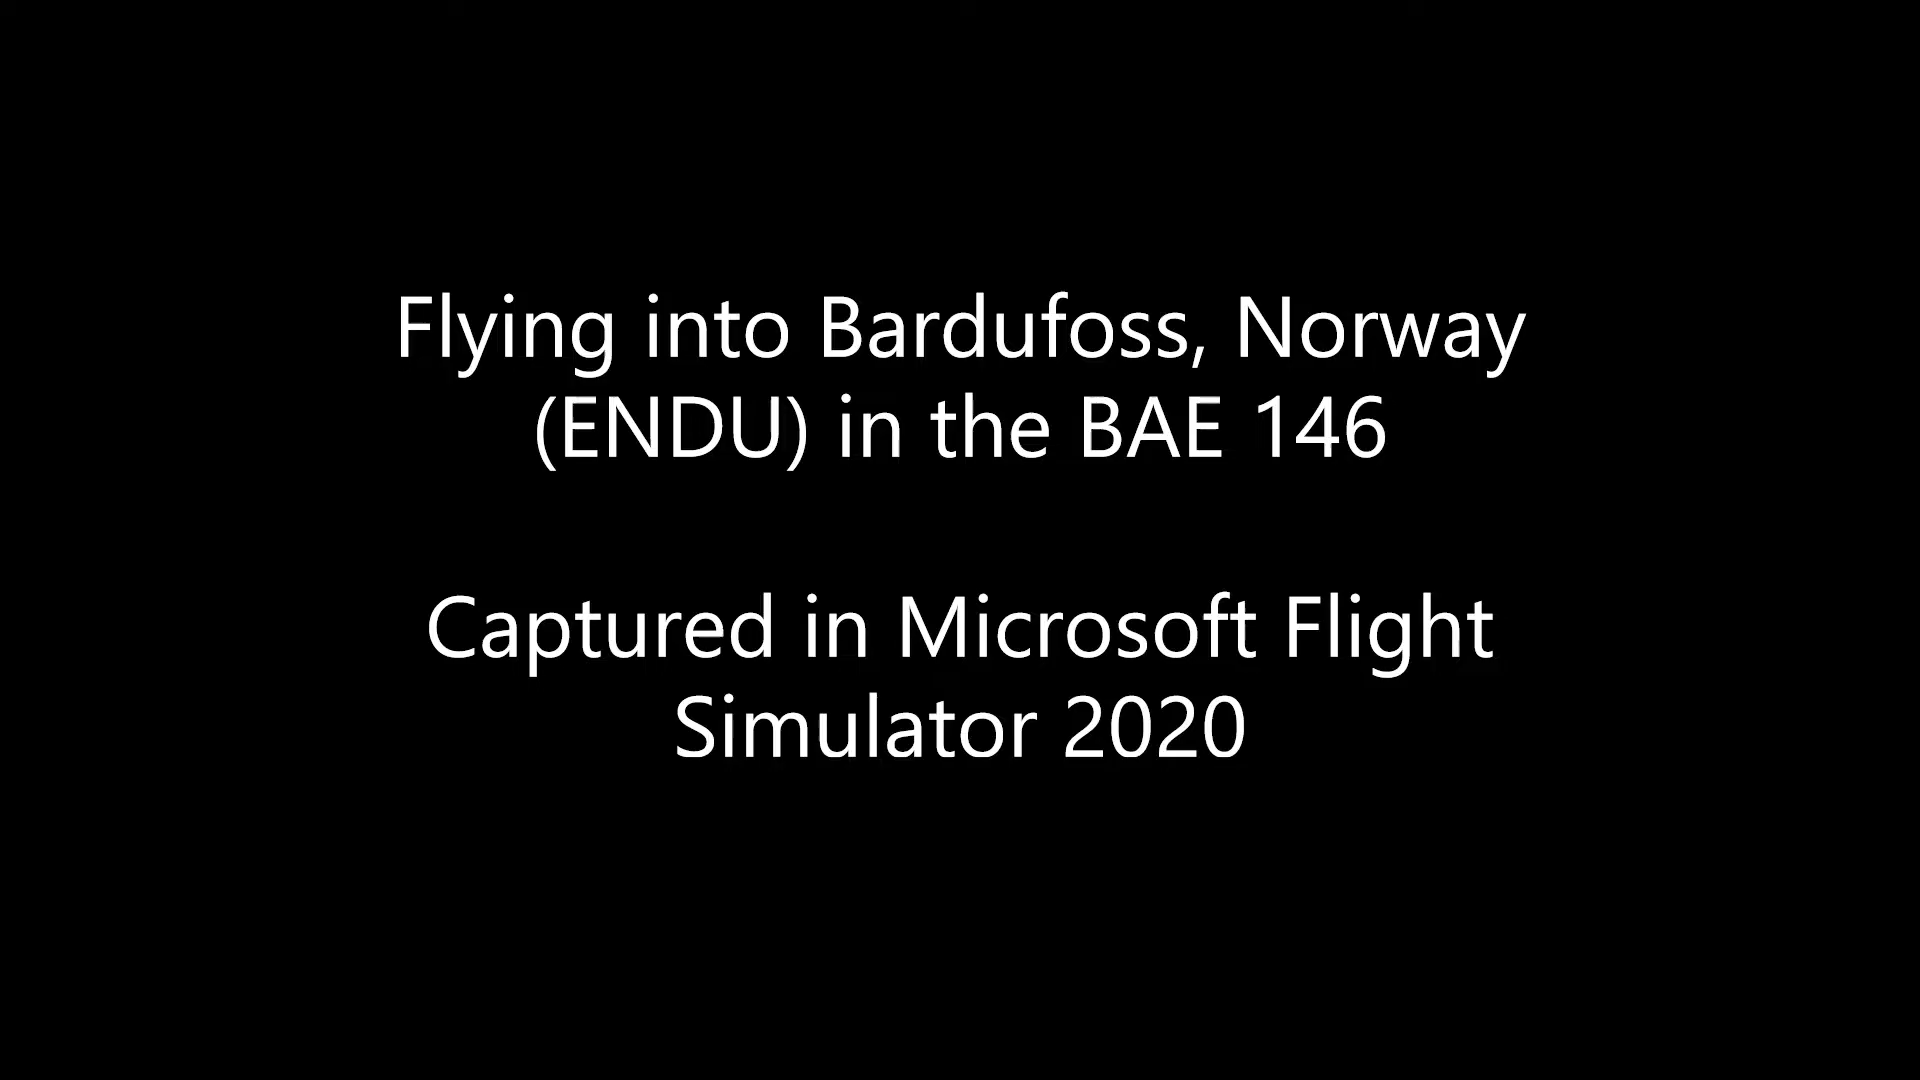 Flying into Bardufoss, Norway
(ENDU) in the BAE 146
Captured in Microsoft Flight
Simulator 2020